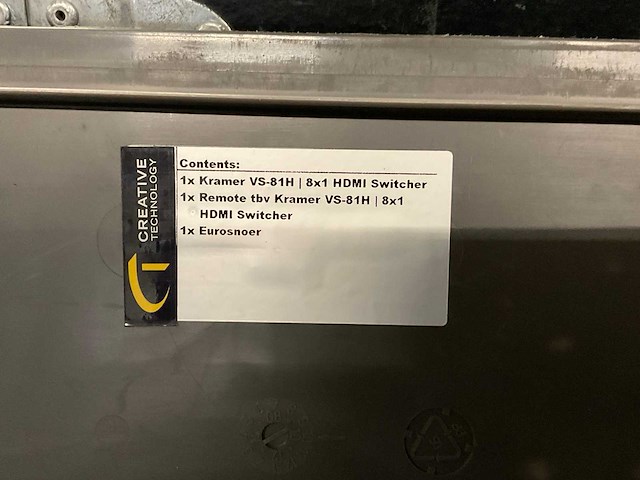 CREATIVE
TECHNOLOGY
Contents:
1x Kramer VS-81H | 8x1 HDMI Switcher
1x Remote tbv Kramer VS-81H | 8x1
HDMI Switcher
1x Eurosnoer